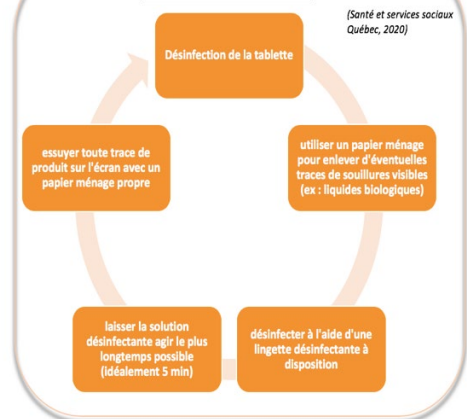 (Santé et services sociaux
Québec, 2020)
Désinfection de la tablette
utiliser un papier ménage
pour enlever d'éventuelles
traces de souillures visibles
(ex : liquides biologiques)
désinfecter à l'aide d'une
lingette désinfectante à
disposition
laisser la solution
désinfectante agir le plus
longtemps possible
(idéalement 5 min)
essuyer toute trace de
produit sur l'écran avec un
papier ménage propre